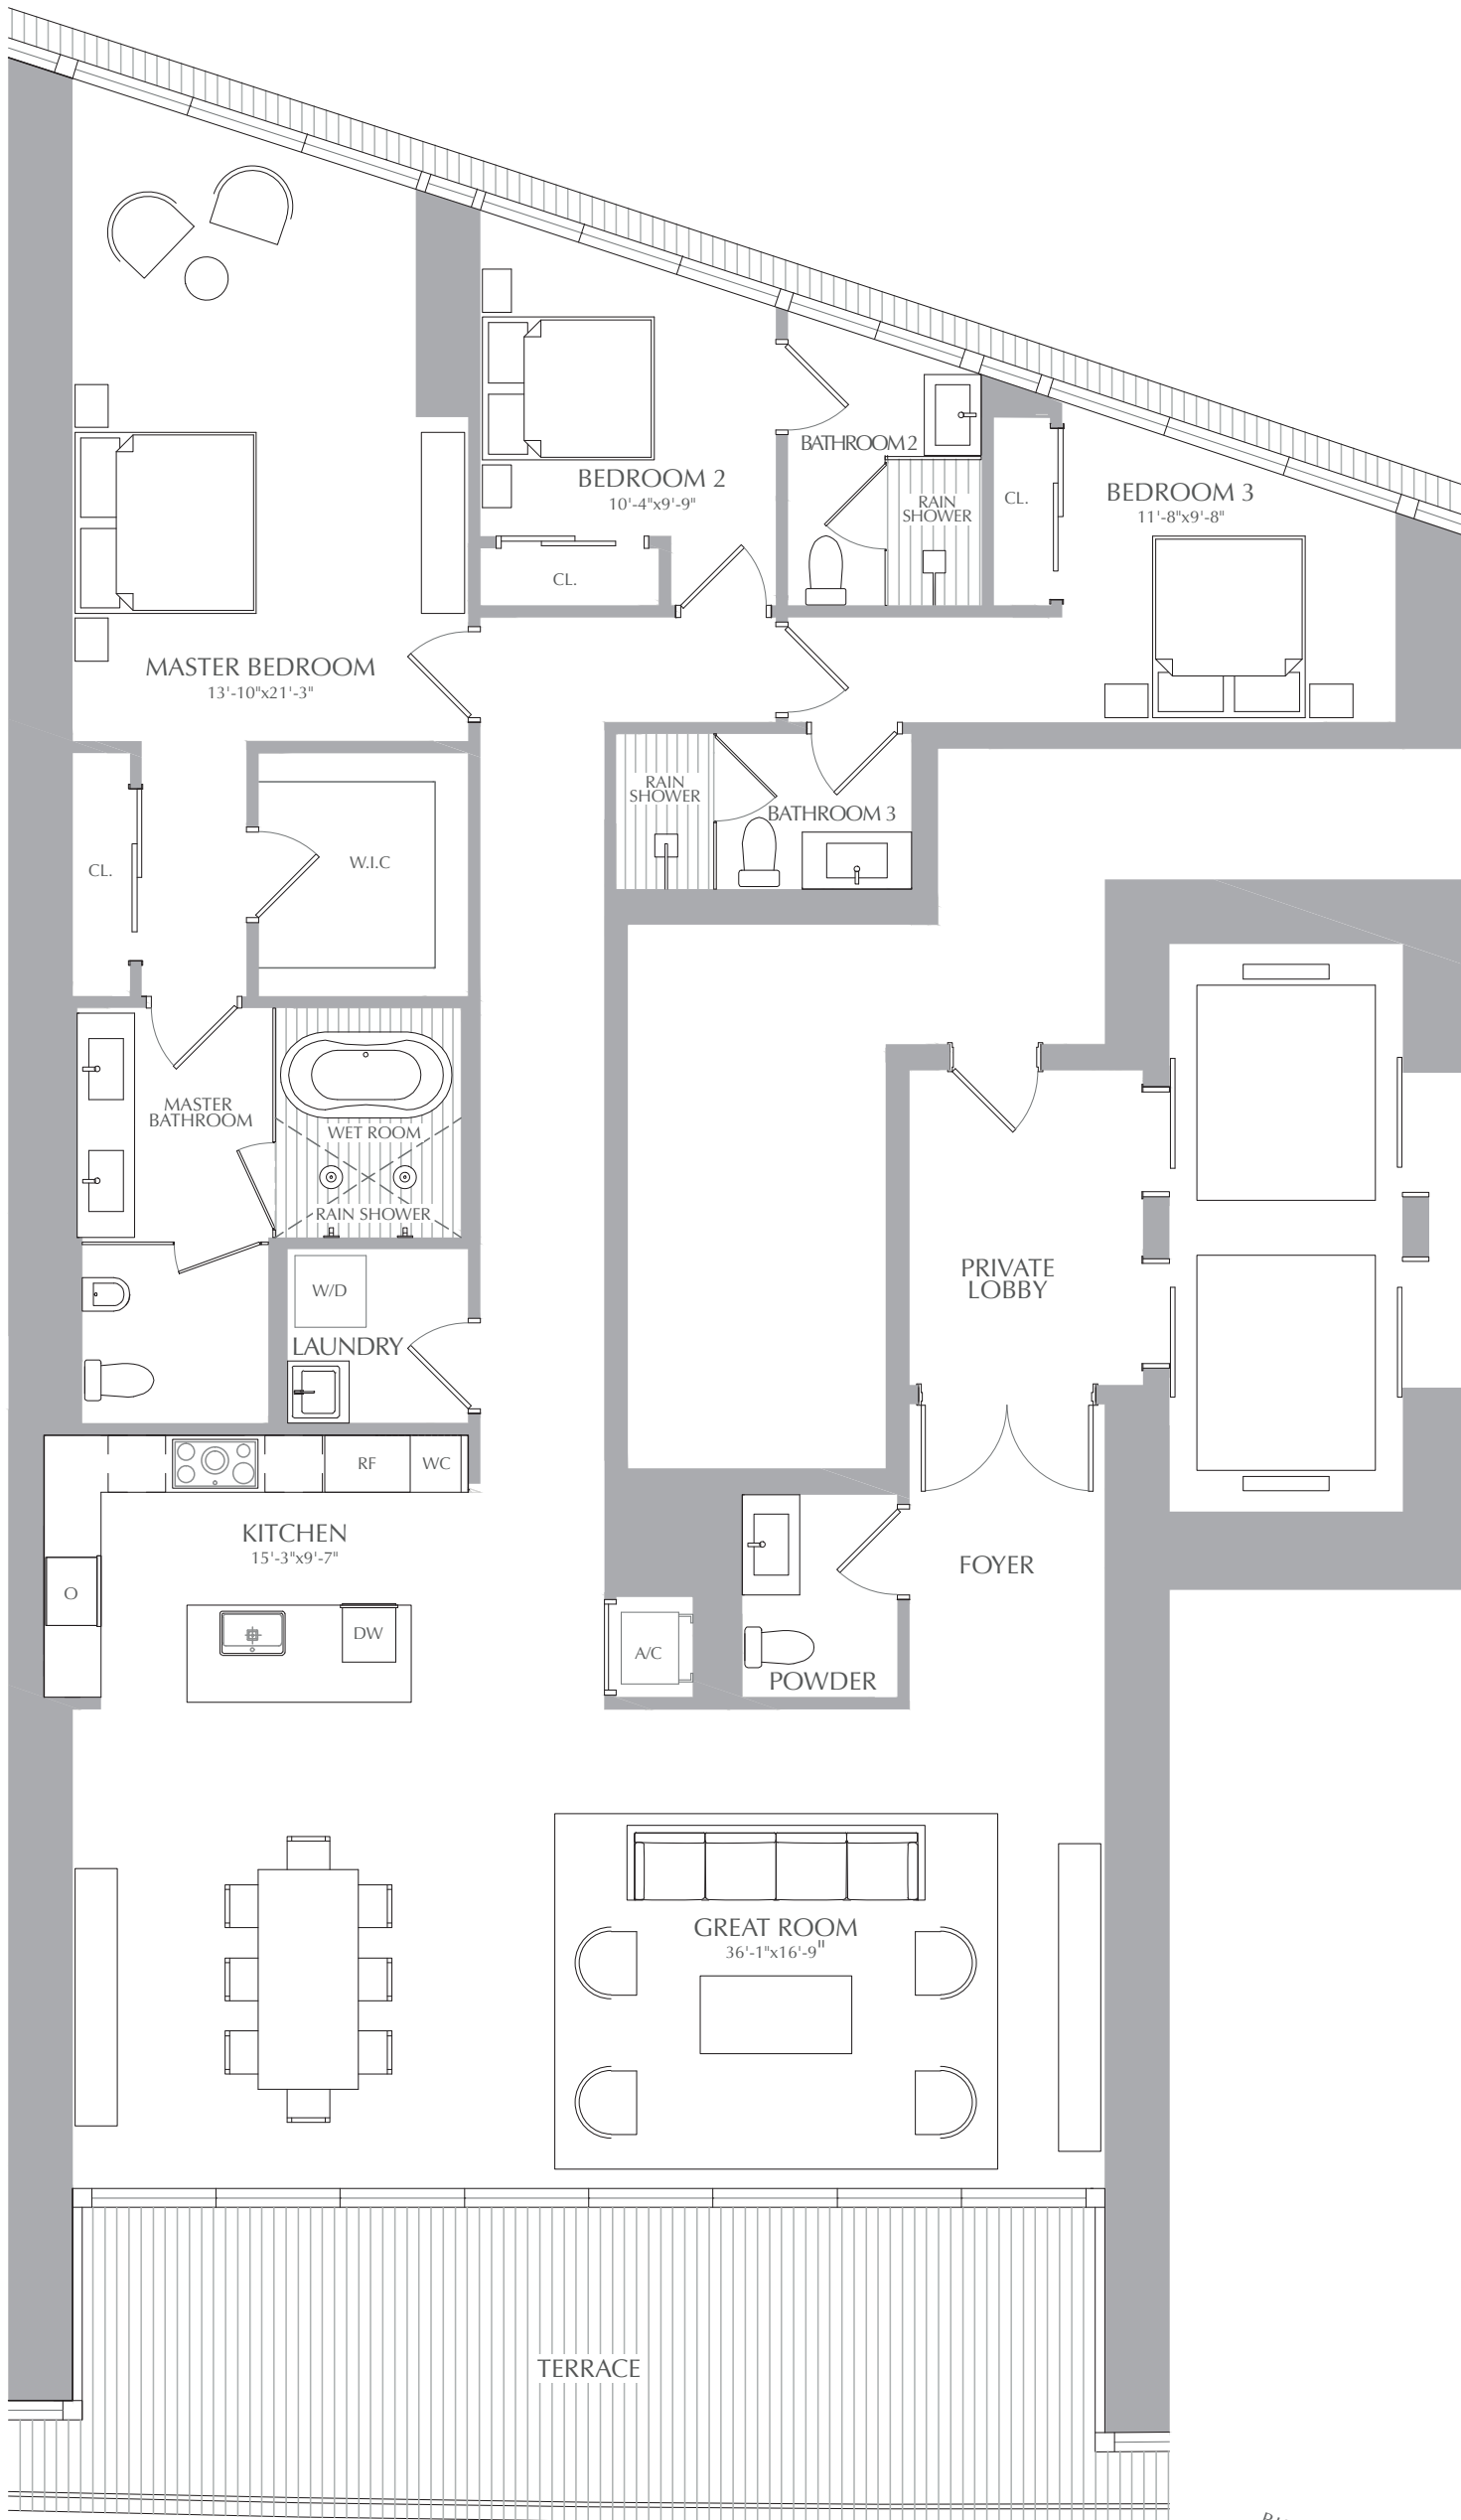 BATHROOM 2
BEDROOM 2
10'-4"x9'-9"
RAIN
SHOWER
CL.
BEDROOM 3
11'-8"x9'-8"
CL.
MASTER BEDROOM
13'-10"x21'-3"
RAIN
SHOWER
BATHROOM 3
CL.
W.I.C
MASTER
BATHROOM
WET ROOM
RAIN SHOWER
PRIVATE
LOBBY
W/D
LAUNDRY
RF
WC
KITCHEN
15'-3"x9'-7"
FOYER
O
DW
A/C
POWDER
GREAT ROOM
36'-1"x16'-9"
TERRACE